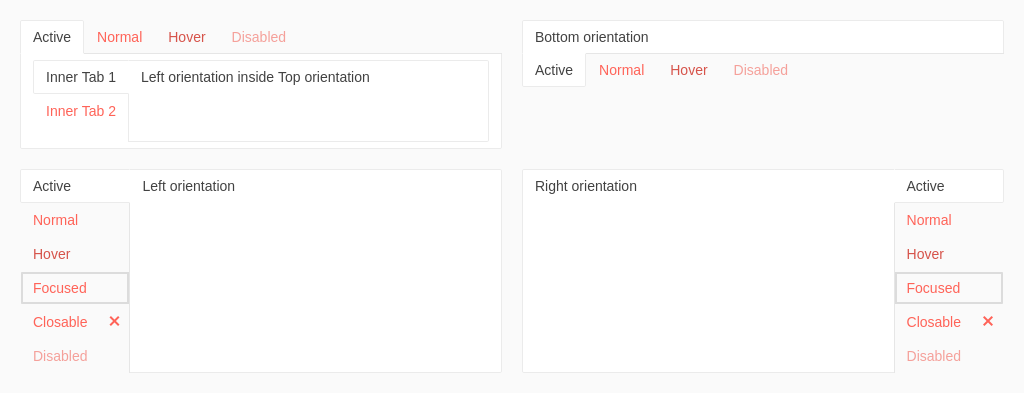 Active Normal Hover Disabled
Inner Tab 1 Left orientation inside Top orientation
Inner Tab 2
Bottom orientation
Active Normal Hover Disabled
Active Left orientation
Normal
Hover
Focused
Closable ✕
Disabled
Right orientation Active
Normal
Hover
Focused
Closable ✕
Disabled